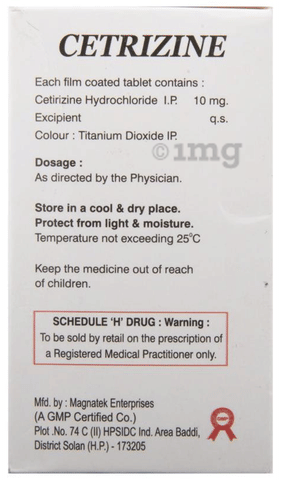 CETRIZINE
Each film coated tablet contains :
Cetirizine Hydrochloride I.P. 10 mg.
Excipient q.s.
Colour : Titanium Dioxide IP.
1mg
Dosage :
As directed by the Physician.
Store in a cool & dry place.
Protect from light & moisture.
Temperature not exceeding 25°C
Keep the medicine out of reach
of children.
SCHEDULE 'H' DRUG : Warning :
To be sold by retail on the prescription of
a Registered Medical Practitioner only.
Mfd. by : Magnatek Enterprises
(A GMP Certified Co.)
Plot .No. 74 C (II) HPSIDC Ind. Area Baddi,
District Solan (H.P.) - 173205